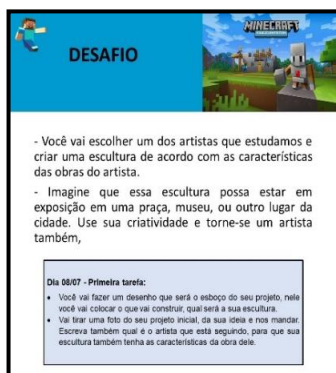 MINECRAFT
DESAFIO
- Você vai escolher um dos artistas que estudamos e
criar uma escultura de acordo com as características
das obras do artista.
- Imagine que essa escultura possa estar em
exposição em uma praça, museu, ou outro lugar da
cidade. Use sua criatividade e torne-se um artista
também,
Dia 08/07 - Primeira tarefa:
• Você vai fazer um desenho que será o esboço do seu projeto, nele
você vai colocar o que vai construir, qual será a sua escultura.
• Vai tirar uma foto do seu projeto inicial, da sua ideia e nos mandar.
Escreva também qual é o artista que está seguindo, para que sua
escultura também tenha as características da obra dele.